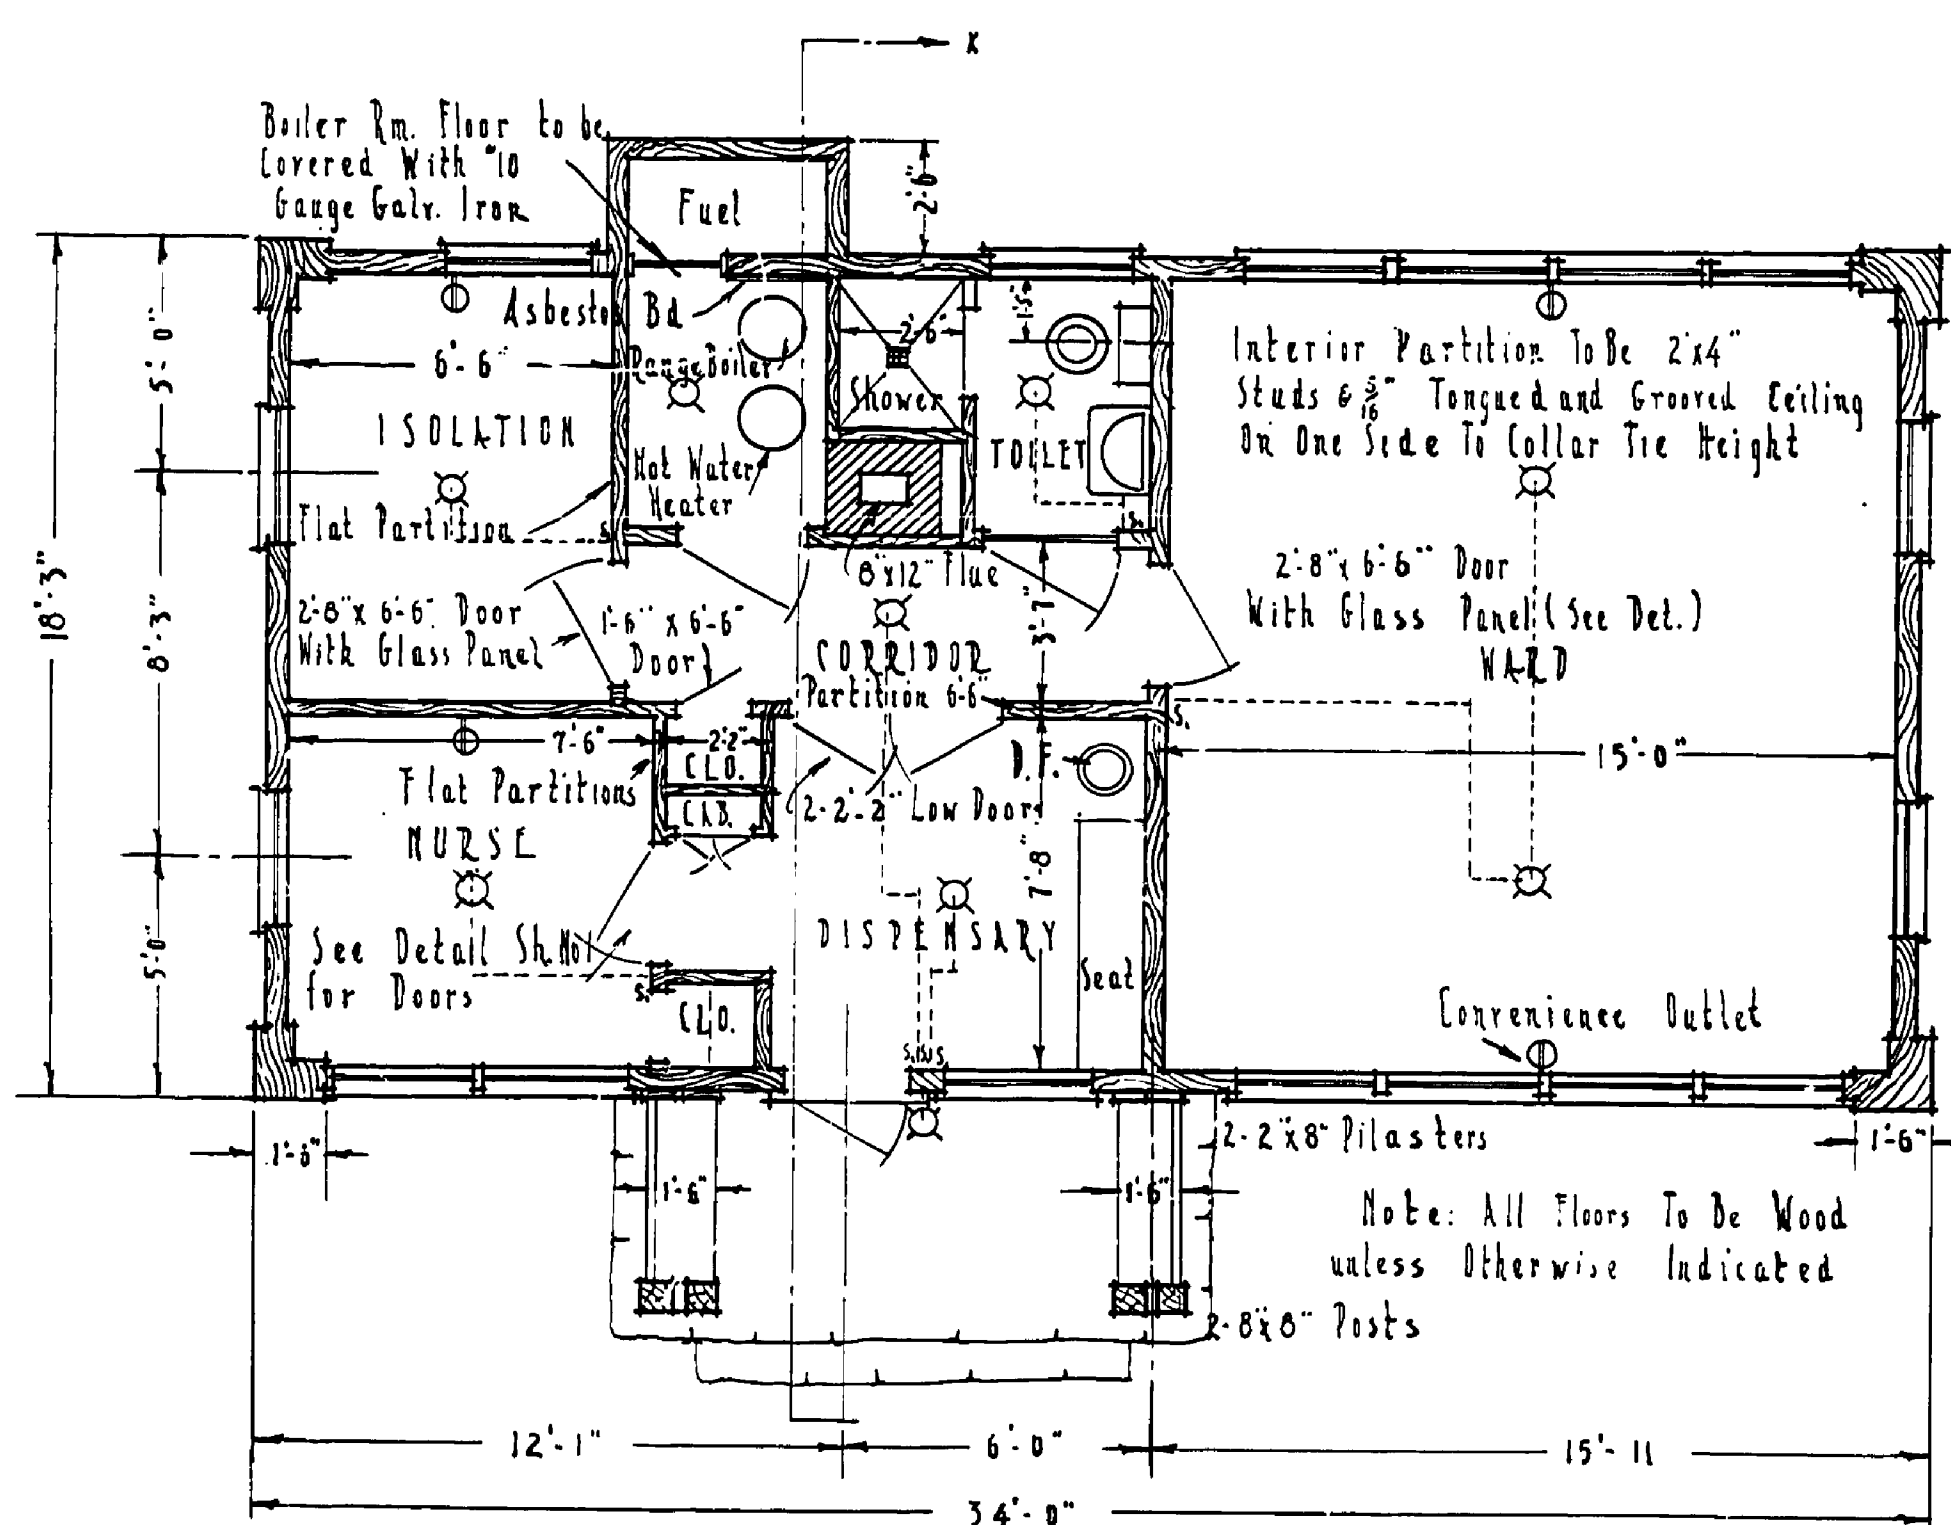 X
Boiler Rm. Floor to be
Covered With #10
Gauge Galv. Iron
Fuel
2'-6"
Asbestos Bd
5'-0"
6'-6"
Range Boiler
2'-6"
1'-5"
Shower
ISOLATION
TOILET
Hot Water
Heater
Flat Partition
S.
S.
8"x12" Flue
Interior Partition To Be 2"x4"
Studs & 5/16" Tongued and Grooved Ceiling
On One Side To Collar Tie Height
2'-8" x 6'-6" Door
With Glass Panel (See Det.)
WARD
18'-3"
8'-3"
2'-8" x 6'-6" Door
With Glass Panel
1'-6" x 6'-6"
Door
3'-7"
CORRIDOR
Partition 6'-6"
S.
7'-6"
2'-2"
CLO.
D.F.
15'-0"
Flat Partitions
CAB.
2-2'-2" Low Doors
NURSE
7'-8"
5'-0"
See Detail Sh. No 1
for Doors
DISPENSARY
Seat
S.
CLO.
S. S. S.
Convenience Outlet
1'-6"
1'-6"
1'-6"
2-2"x8" Pilasters
1'-6"
Note: All Floors To Be Wood
unless Otherwise Indicated
2-8"x8" Posts
12'-1"
6'-0"
15'-11
34'-0"